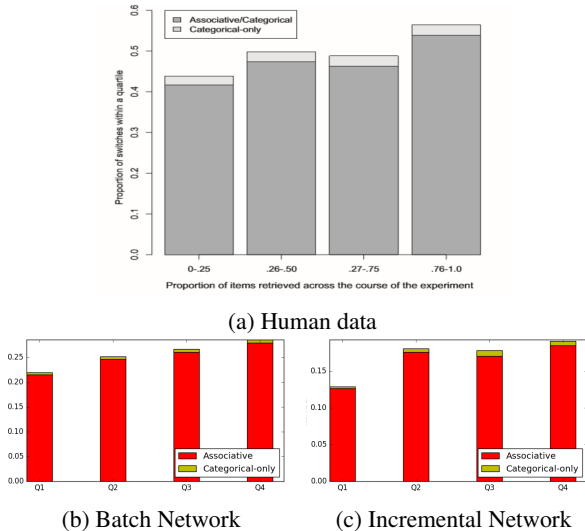 0.6
Associative/Categorical
Categorical-only
0.5
0.4
0.3
0.2
0.1
0.0
Proportion of switches within a quartile
0-.25 .26-.50 .27-.75 .76-1.0
Proportion of items retrieved across the course of the experiment
(a) Human data
0.25
0.20
0.15
0.10
0.05
0.00
Associative
Categorical-only
Q1 Q2 Q3 Q4
(b) Batch Network
0.15
0.10
0.05
0.00
Associative
Categorical-only
Q1 Q2 Q3 Q4
(c) Incremental Network